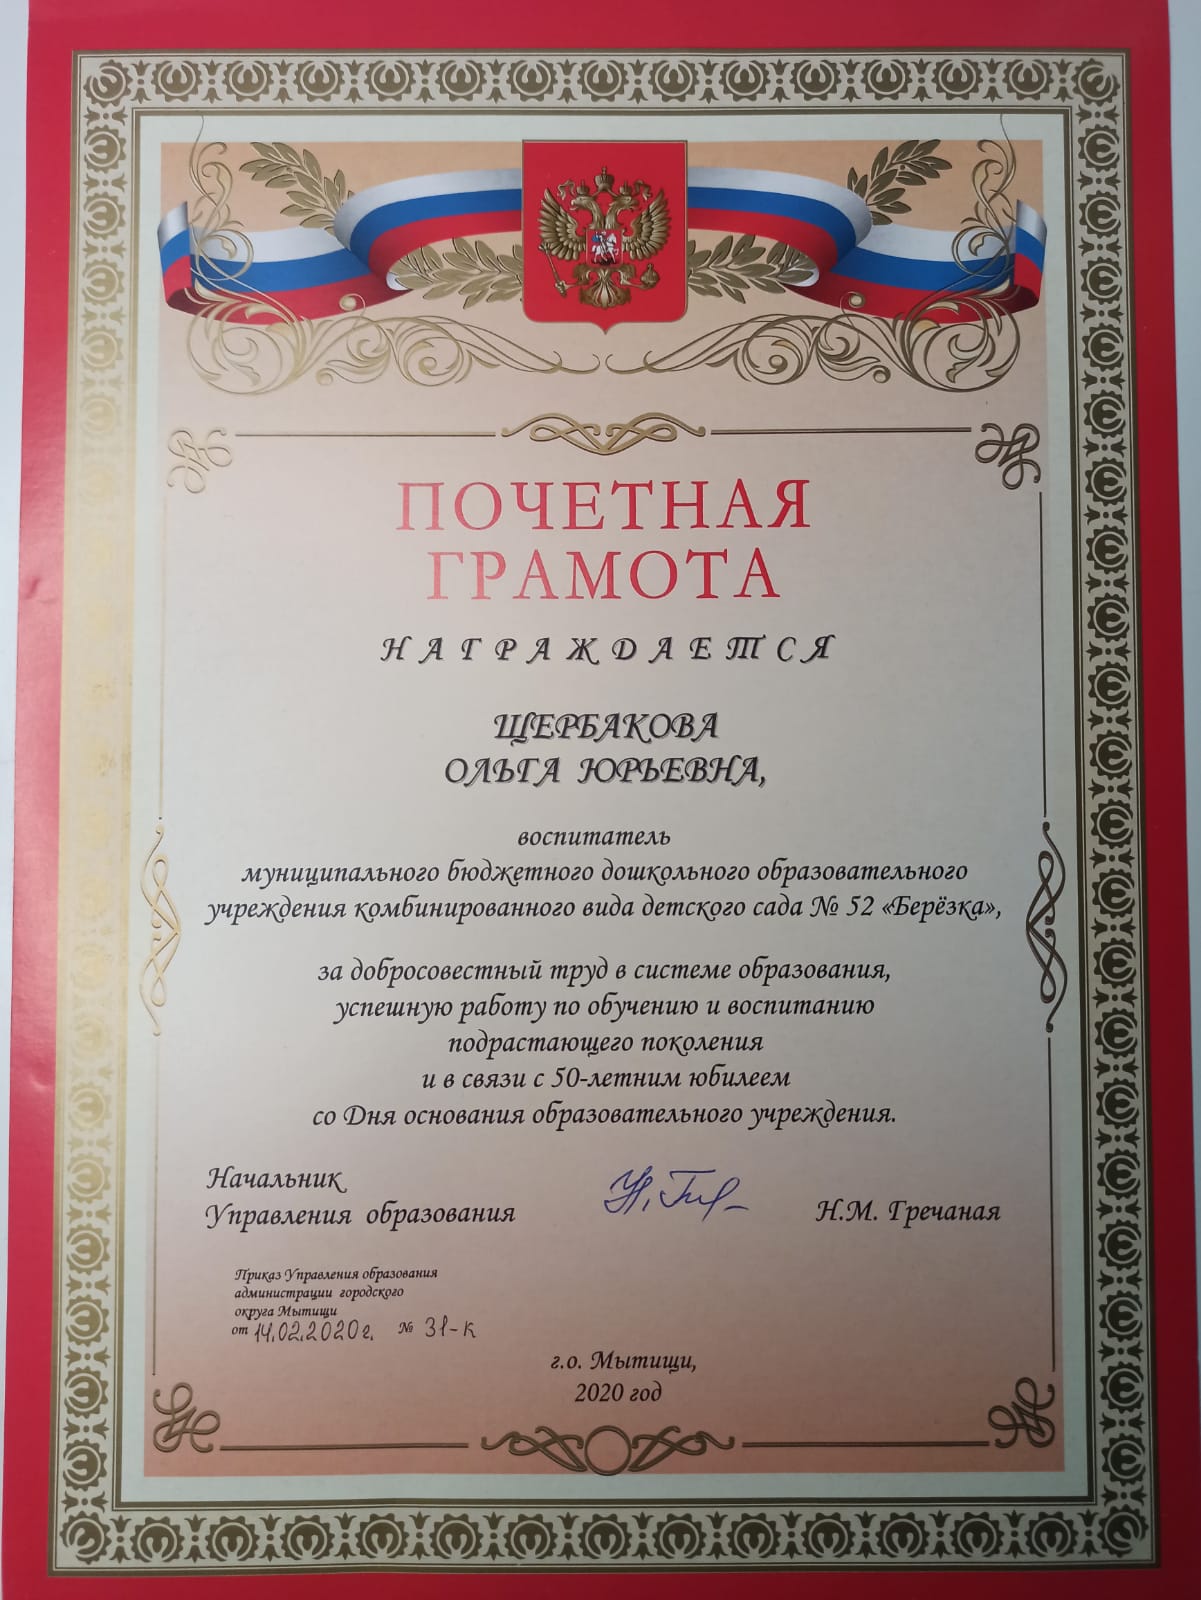 ПОЧЕТНАЯ
ГРАМОТА
НАГРАЖДАЕТСЯ
ЩЕРБАКОВА
ОЛЬГА ЮРЬЕВНА,
воспитатель
муниципального бюджетного дошкольного образовательного
учреждения комбинированного вида детского сада № 52 «Берёзка»,
за добросовестный труд в системе образования,
успешную работу по обучению и воспитанию
подрастающего поколения
и в связи с 50-летним юбилеем
со Дня основания образовательного учреждения.
Начальник
Управления образования
Н.М. Гречаная
Приказ Управления образования
администрации городского
округа Мытищи
от 14.02.2020г. № 31-к
г.о. Мытищи,
2020 год